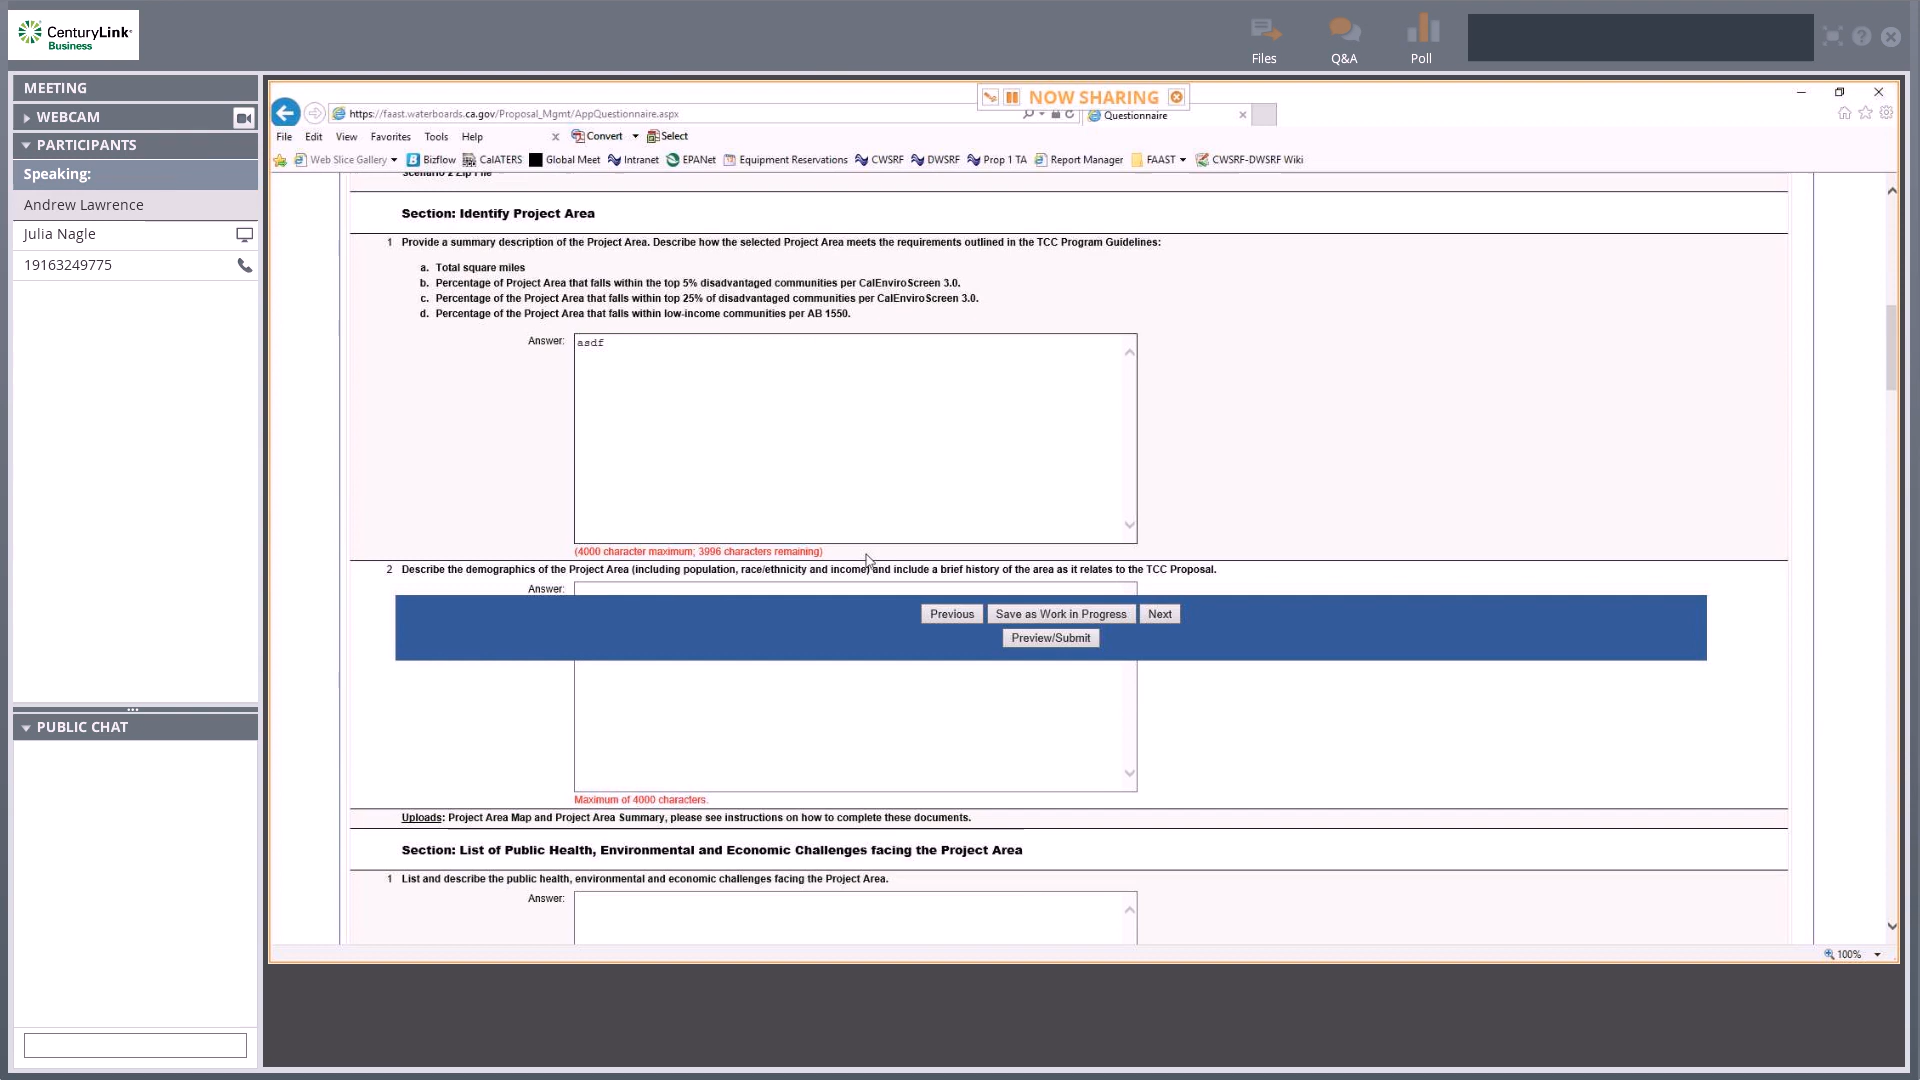 CenturyLink
Business
Files
Q&A
Poll
MEETING
WEBCAM
PARTICIPANTS
Speaking:
Andrew Lawrence
Julia Nagle
19163249775
PUBLIC CHAT
NOW SHARING
https://faast.waterboards.ca.gov/Proposal_Mgmt/AppQuestionnaire.aspx
Questionnaire
File Edit View Favorites Tools Help
x Convert Select
Web Slice Gallery Bizflow CalATERS Global Meet Intranet EPANet Equipment Reservations CWSRF DWSRF Prop 1 TA Report Manager FAAST CWSRF-DWSRF Wiki
Scenario 2 Zip File
Section: Identify Project Area
1 Provide a summary description of the Project Area. Describe how the selected Project Area meets the requirements outlined in the TCC Program Guidelines:
a. Total square miles
b. Percentage of Project Area that falls within the top 5% disadvantaged communities per CalEnviroScreen 3.0.
c. Percentage of the Project Area that falls within top 25% of disadvantaged communities per CalEnviroScreen 3.0.
d. Percentage of the Project Area that falls within low-income communities per AB 1550.
Answer: asdf
(4000 character maximum; 3996 characters remaining)
2 Describe the demographics of the Project Area (including population, race/ethnicity and income) and include a brief history of the area as it relates to the TCC Proposal.
Answer:
Previous Save as Work in Progress Next
Preview/Submit
Maximum of 4000 characters.
Uploads: Project Area Map and Project Area Summary, please see instructions on how to complete these documents.
Section: List of Public Health, Environmental and Economic Challenges facing the Project Area
1 List and describe the public health, environmental and economic challenges facing the Project Area.
Answer:
100%